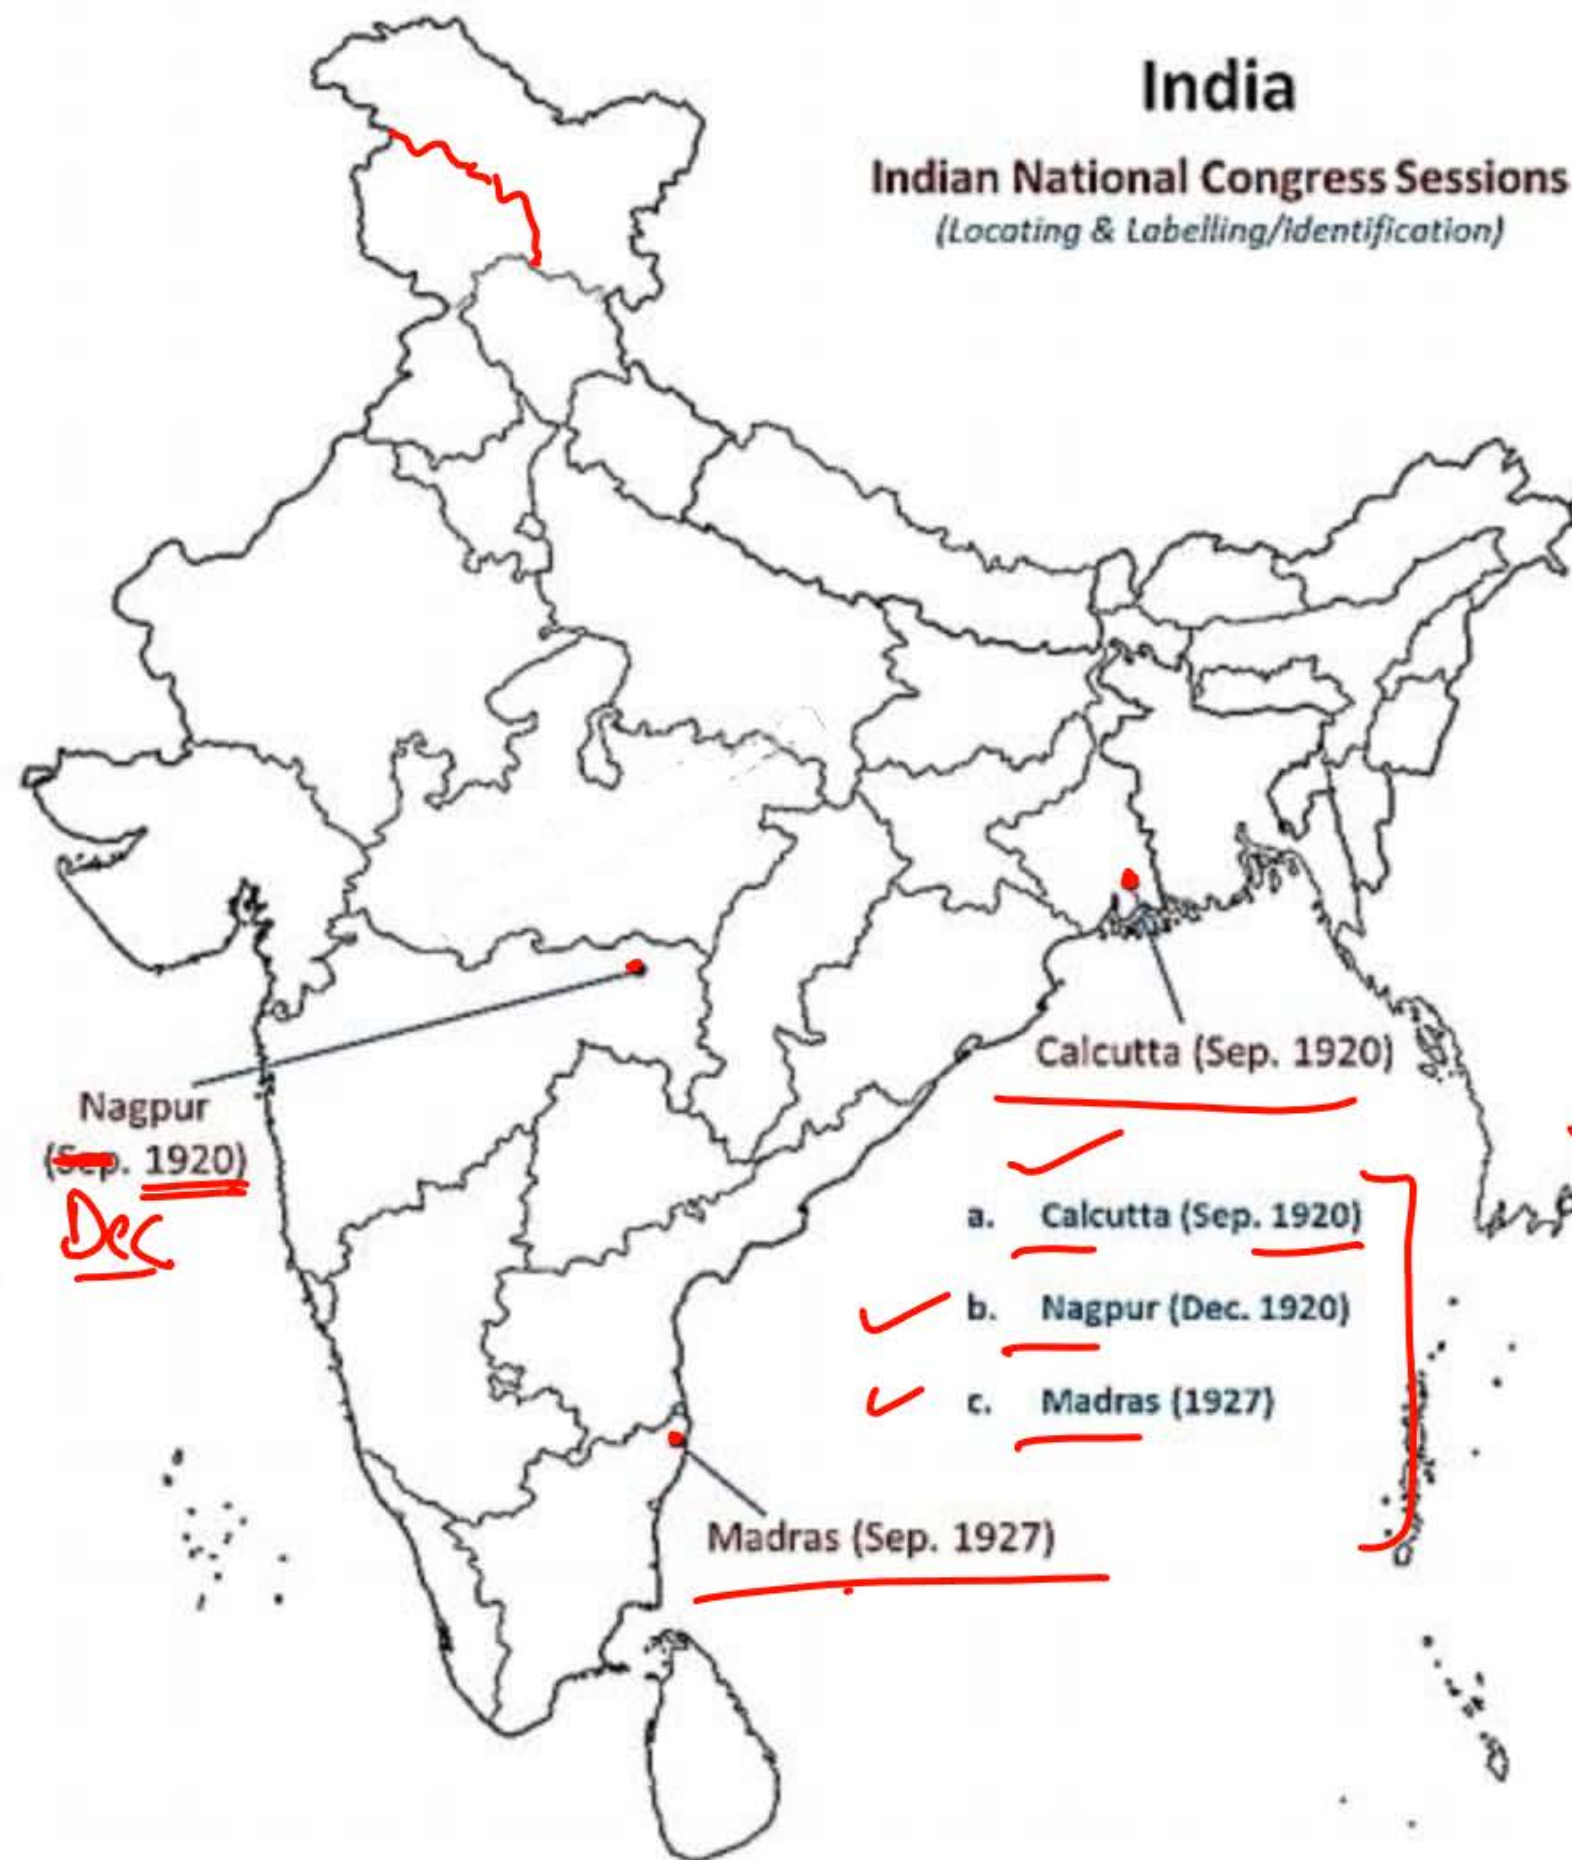 India
Indian National Congress Sessions
(Locating & Labelling/Identification)
Calcutta (Sep. 1920)
Nagpur
(Sep. 1920)
Dec
a. Calcutta (Sep. 1920)
b. Nagpur (Dec. 1920)
c. Madras (1927)
Madras (Sep. 1927)